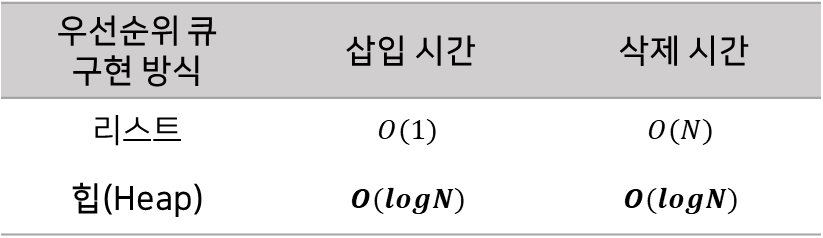 우선순위 큐
구현 방식
삽입 시간
삭제 시간
리스트
O(1)
O(N)
힙(Heap)
O(logN)
O(logN)